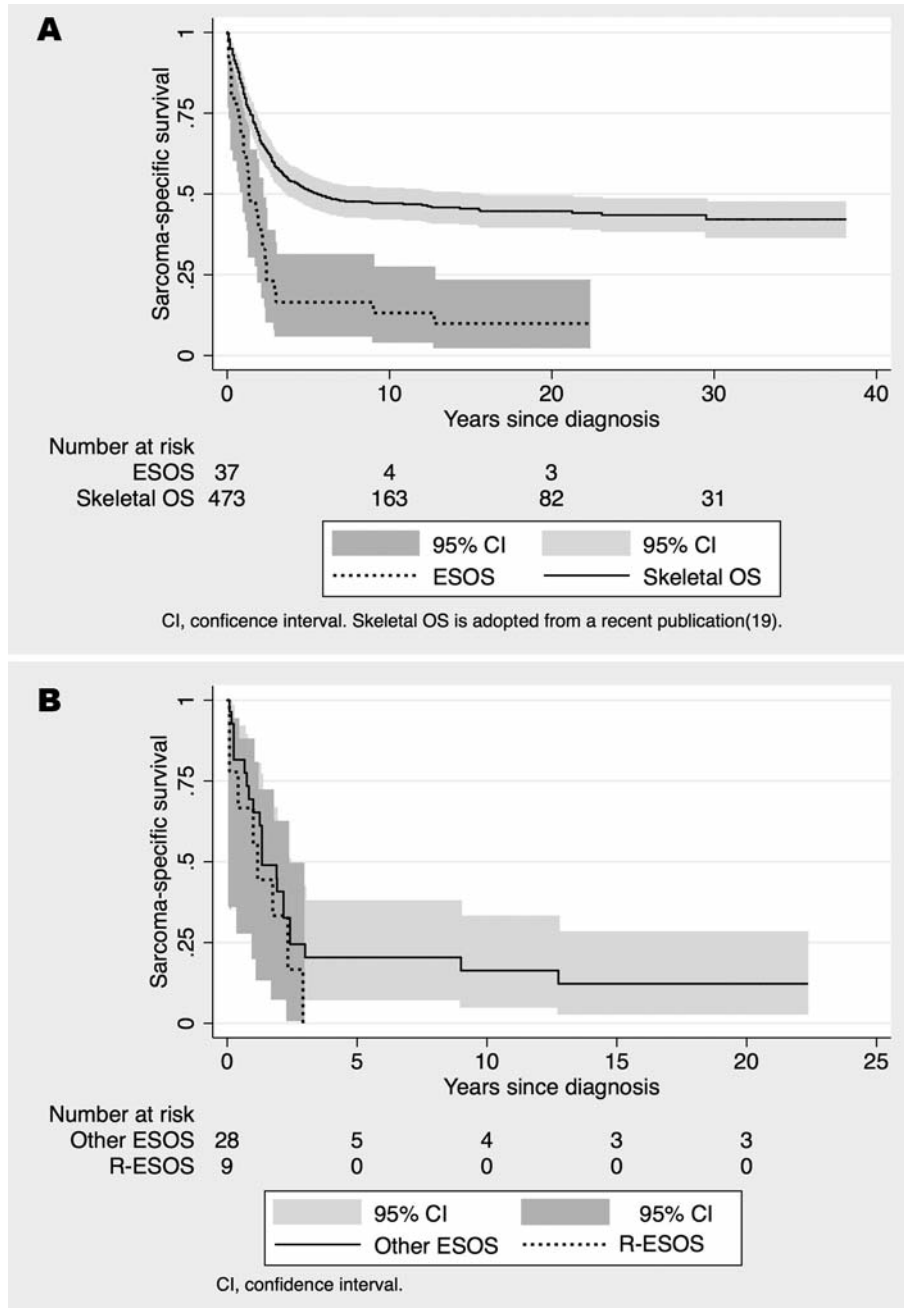 A
Sarcoma-specific survival
1
.75
.5
.25
0
0 10 20 30 40
Years since diagnosis
Number at risk
ESOS 37 4 3
Skeletal OS 473 163 82 31
95% CI 95% CI
ESOS Skeletal OS
CI, conficence interval. Skeletal OS is adopted from a recent publication(19).
B
Sarcoma-specific survival
1
.75
.5
.25
0
0 5 10 15 20 25
Years since diagnosis
Number at risk
Other ESOS 28 5 4 3 3
R-ESOS 9 0 0 0 0
95% CI 95% CI
Other ESOS R-ESOS
CI, confidence interval.